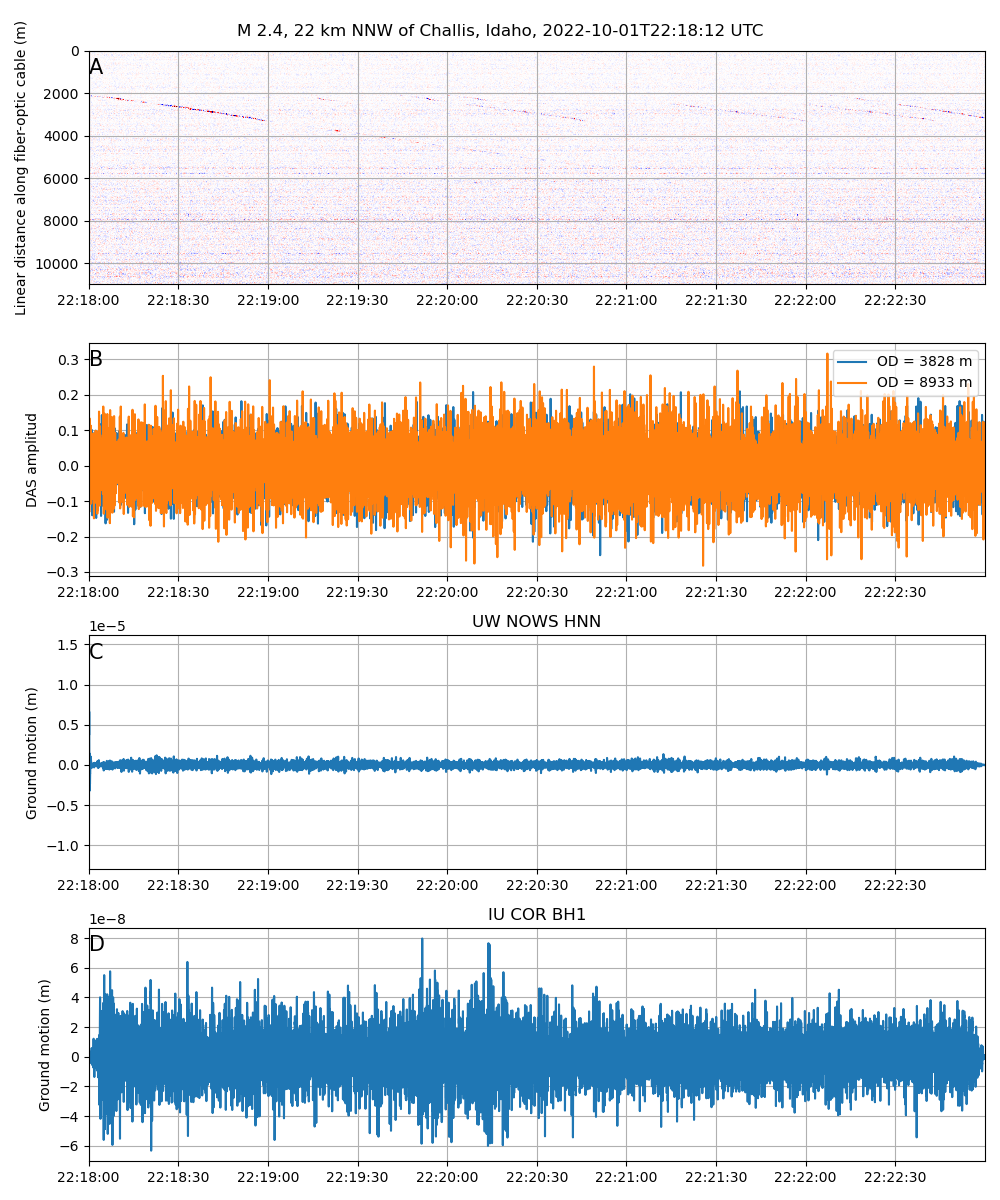 M 2.4, 22 km NNW of Challis, Idaho, 2022-10-01T22:18:12 UTC
A
Linear distance along fiber-optic cable (m)
0
2000
4000
6000
8000
10000
22:18:00 22:18:30 22:19:00 22:19:30 22:20:00 22:20:30 22:21:00 22:21:30 22:22:00 22:22:30
B
DAS amplitud
0.3
0.2
0.1
0.0
−0.1
−0.2
−0.3
OD = 3828 m
OD = 8933 m
22:18:00 22:18:30 22:19:00 22:19:30 22:20:00 22:20:30 22:21:00 22:21:30 22:22:00 22:22:30
UW NOWS HNN
1e−5
C
Ground motion (m)
1.5
1.0
0.5
0.0
−0.5
−1.0
22:18:00 22:18:30 22:19:00 22:19:30 22:20:00 22:20:30 22:21:00 22:21:30 22:22:00 22:22:30
IU COR BH1
1e−8
D
Ground motion (m)
8
6
4
2
0
−2
−4
−6
22:18:00 22:18:30 22:19:00 22:19:30 22:20:00 22:20:30 22:21:00 22:21:30 22:22:00 22:22:30